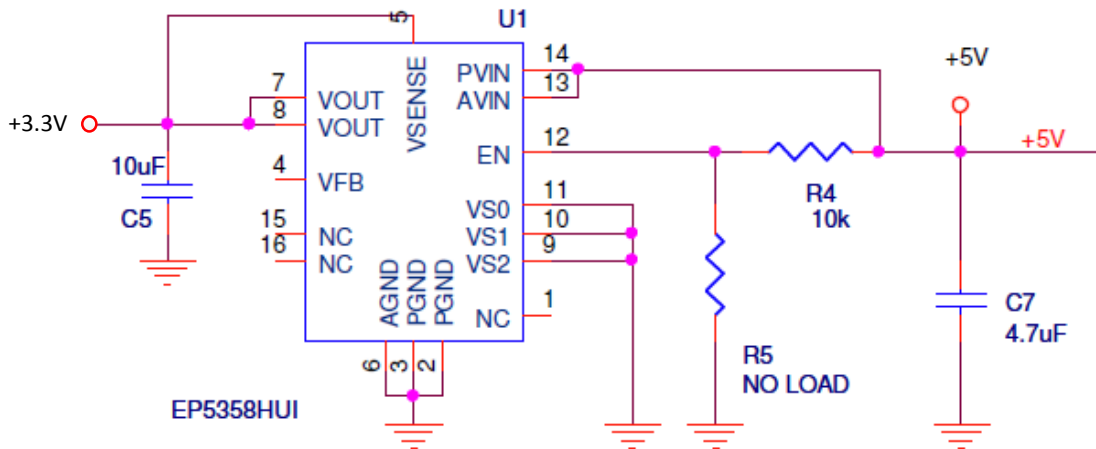 U1
5
VSENSE
7
VOUT
8
VOUT
4
VFB
15
NC
16
NC
PVIN
14
AVIN
13
EN
12
VS0
11
VS1
10
VS2
9
NC
1
AGND
PGND
PGND
6
3
2
EP5358HUI
+3.3V
10uF
C5
R4
10k
R5
NO LOAD
+5V
+5V
C7
4.7uF